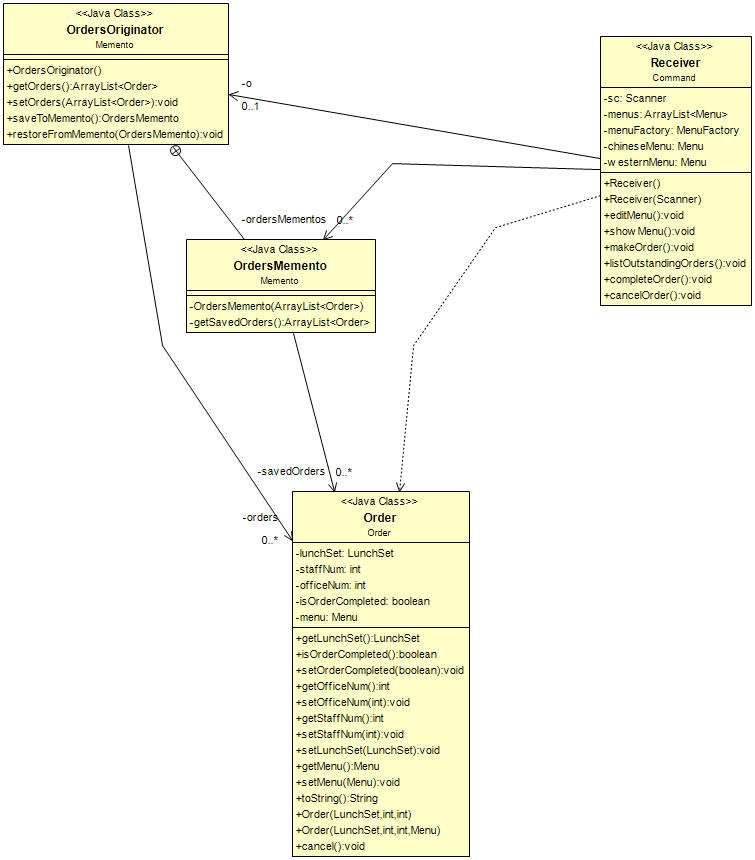 <<Java Class>>
OrdersOriginator
Memento
+OrdersOriginator()
+getOrders():ArrayList<Order>
+setOrders(ArrayList<Order>):void
+saveToMemento():OrdersMemento
+restoreFromMemento(OrdersMemento):void
<<Java Class>>
Receiver
Command
-sc: Scanner
-menus: ArrayList<Menu>
-menuFactory: MenuFactory
-chineseMenu: Menu
-westernMenu: Menu
+Receiver()
+Receiver(Scanner)
+editMenu():void
+showMenu():void
+makeOrder():void
+listOutstandingOrders():void
+completeOrder():void
+cancelOrder():void
-o
0..1
-ordersMementos
0..*
<<Java Class>>
OrdersMemento
Memento
-OrdersMemento(ArrayList<Order>)
-getSavedOrders():ArrayList<Order>
-savedOrders
0..*
-orders
0..*
<<Java Class>>
Order
Order
-lunchSet: LunchSet
-staffNum: int
-officeNum: int
-isOrderCompleted: boolean
-menu: Menu
+getLunchSet():LunchSet
+isOrderCompleted():boolean
+setOrderCompleted(boolean):void
+getOfficeNum():int
+setOfficeNum(int):void
+getStaffNum():int
+setStaffNum(int):void
+setLunchSet(LunchSet):void
+getMenu():Menu
+setMenu(Menu):void
+toString():String
+Order(LunchSet,int,int)
+Order(LunchSet,int,int,Menu)
+cancel():void